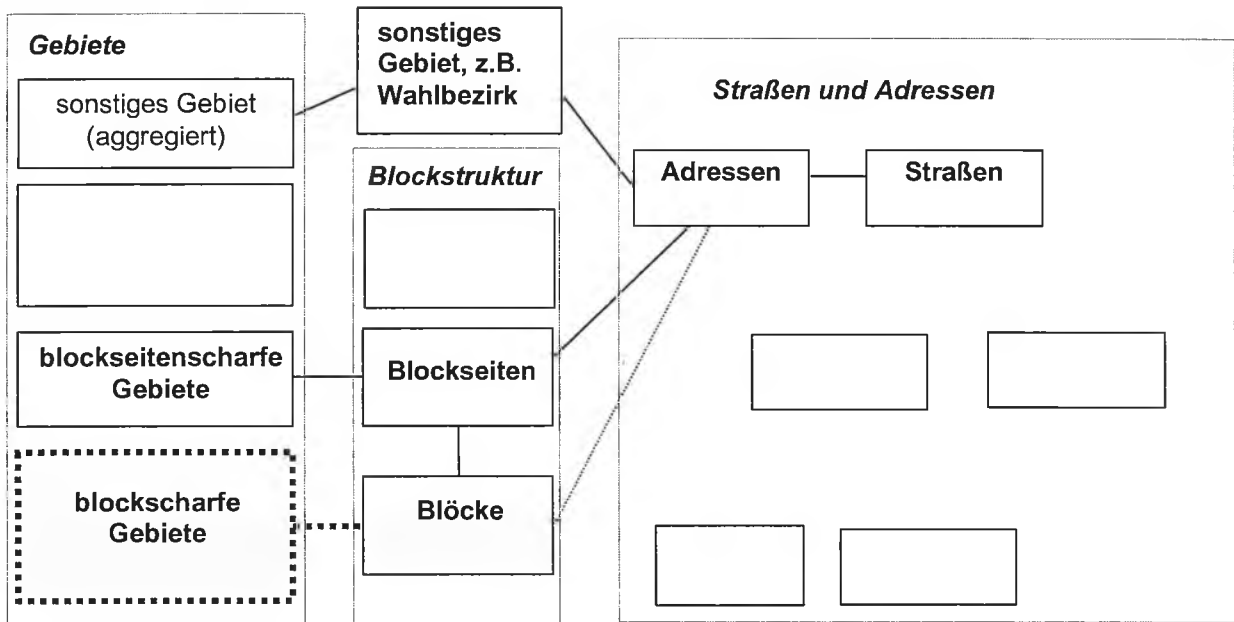 Gebiete
sonstiges Gebiet
(aggregiert)
blockseitenscharfe
Gebiete
blockscharfe
Gebiete
sonstiges
Gebiet, z.B.
Wahlbezirk
Blockstruktur
Blockseiten
Blöcke
Straßen und Adressen
Adressen
Straßen